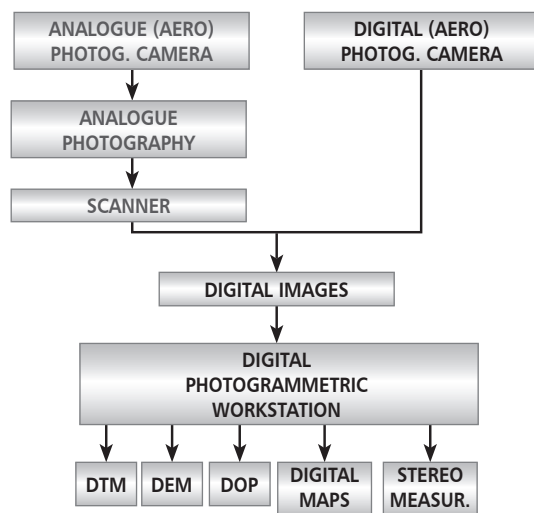 ANALOGUE (AERO)
PHOTOG. CAMERA
DIGITAL (AERO)
PHOTOG. CAMERA
ANALOGUE
PHOTOGRAPHY
SCANNER
DIGITAL IMAGES
DIGITAL
PHOTOGRAMMETRIC
WORKSTATION
DTM
DEM
DOP
DIGITAL
MAPS
STEREO
MEASUR.